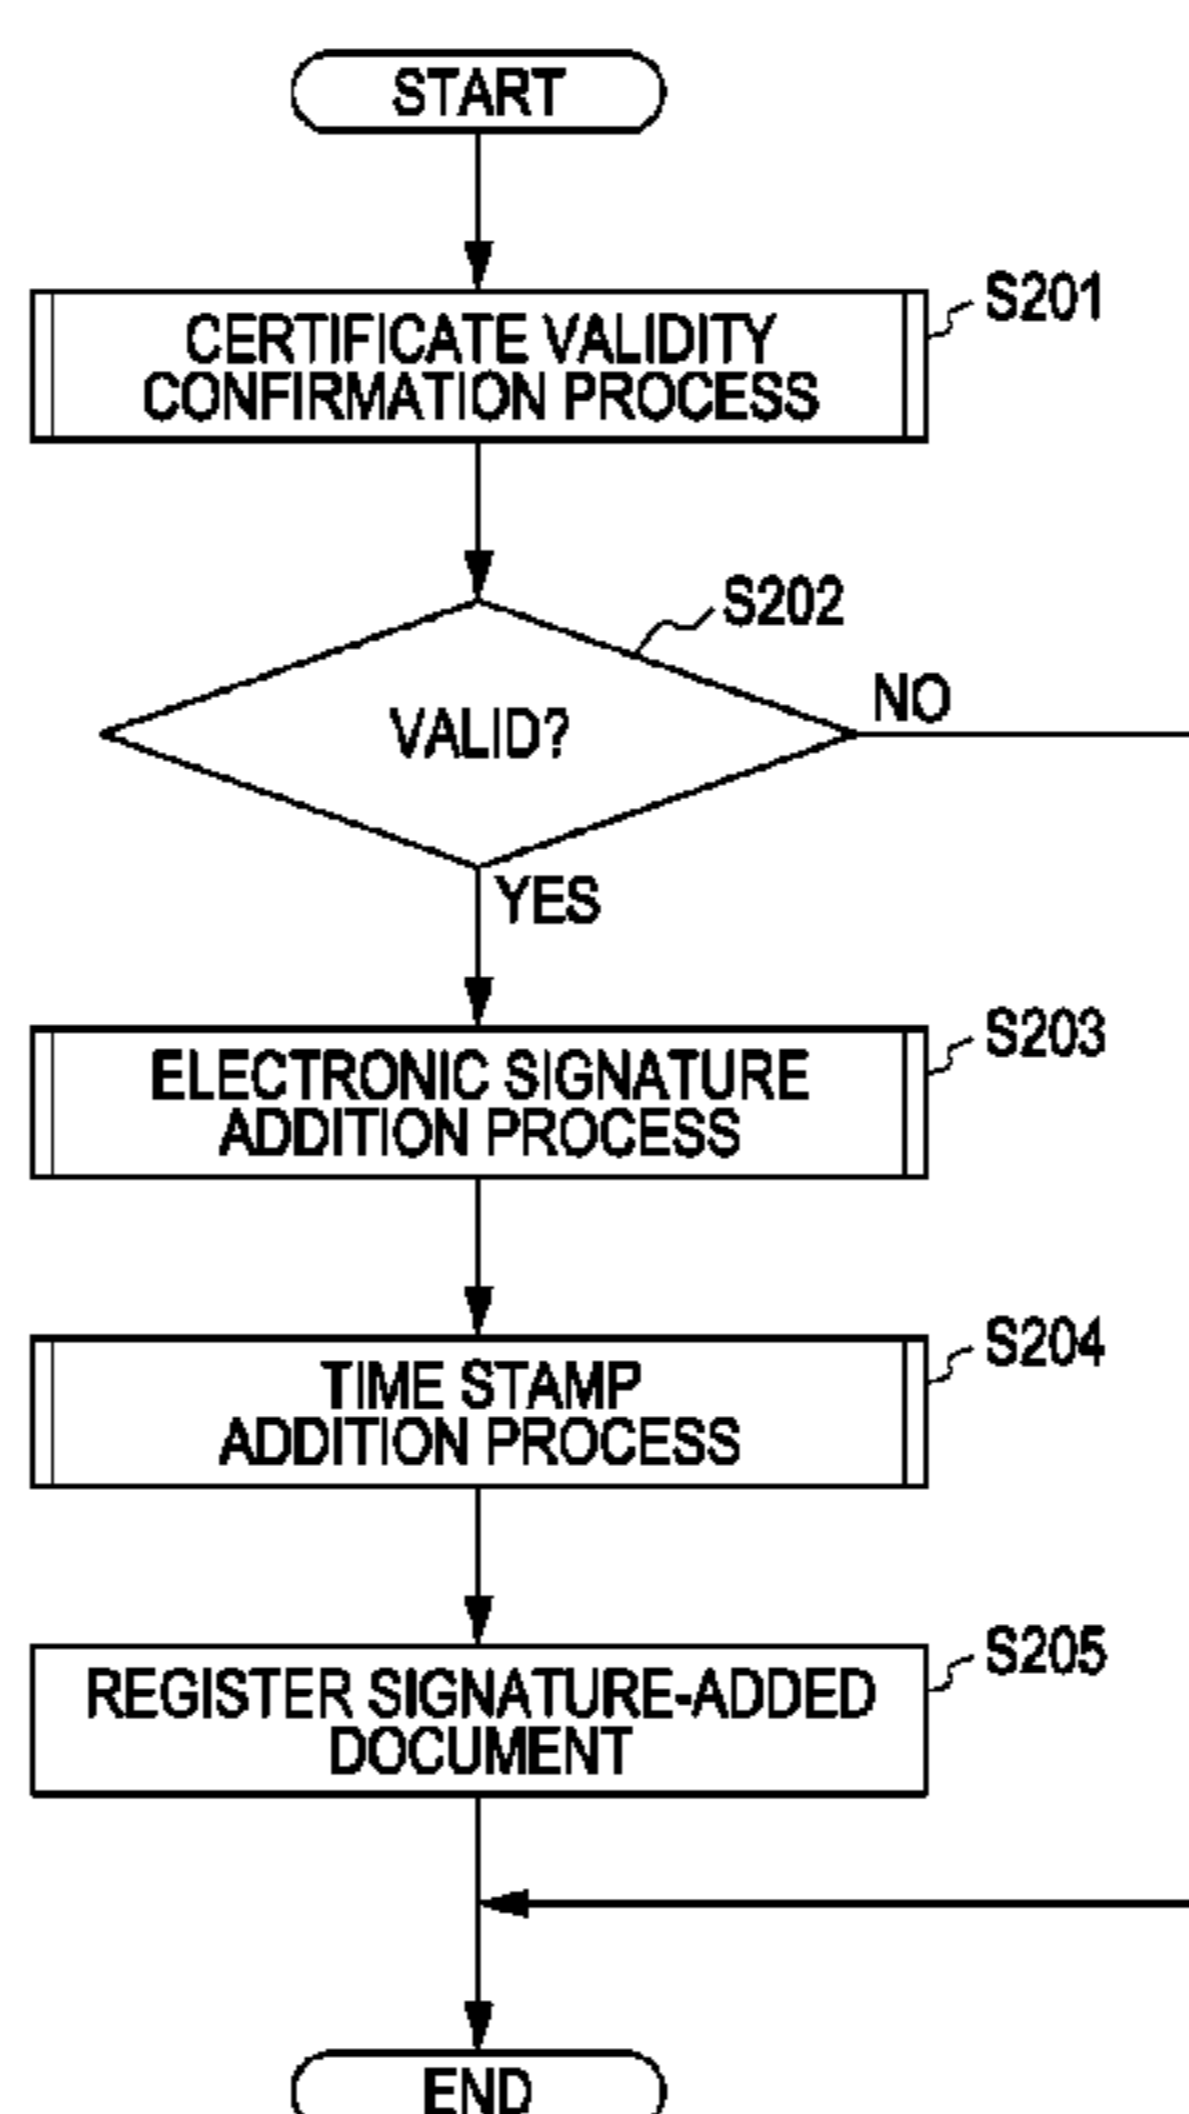 START
CERTIFICATE VALIDITY
CONFIRMATION PROCESS
S201
S202
VALID?
NO
YES
ELECTRONIC SIGNATURE
ADDITION PROCESS
S203
TIME STAMP
ADDITION PROCESS
S204
REGISTER SIGNATURE-ADDED
DOCUMENT
S205
END